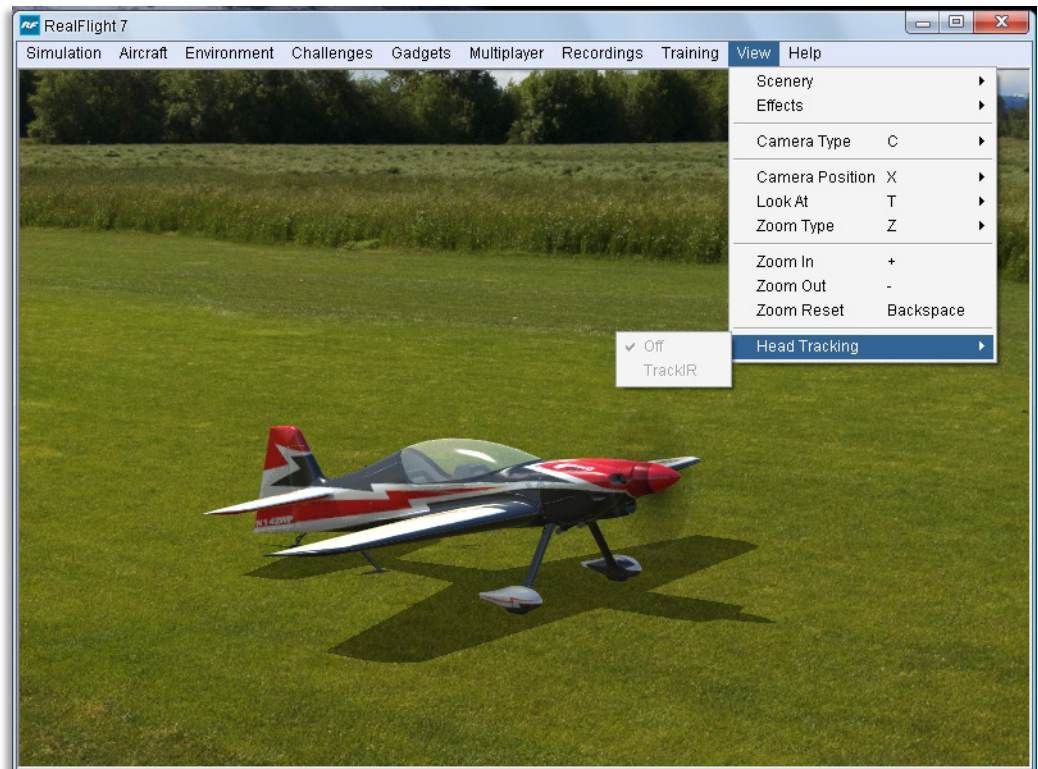 RealFlight 7
Simulation Aircraft Environment Challenges Gadgets Multiplayer Recordings Training View Help
Scenery
Effects
Camera Type C
Camera Position X
Look At T
Zoom Type Z
Zoom In +
Zoom Out -
Zoom Reset Backspace
Head Tracking
Off
TrackIR
N142WP